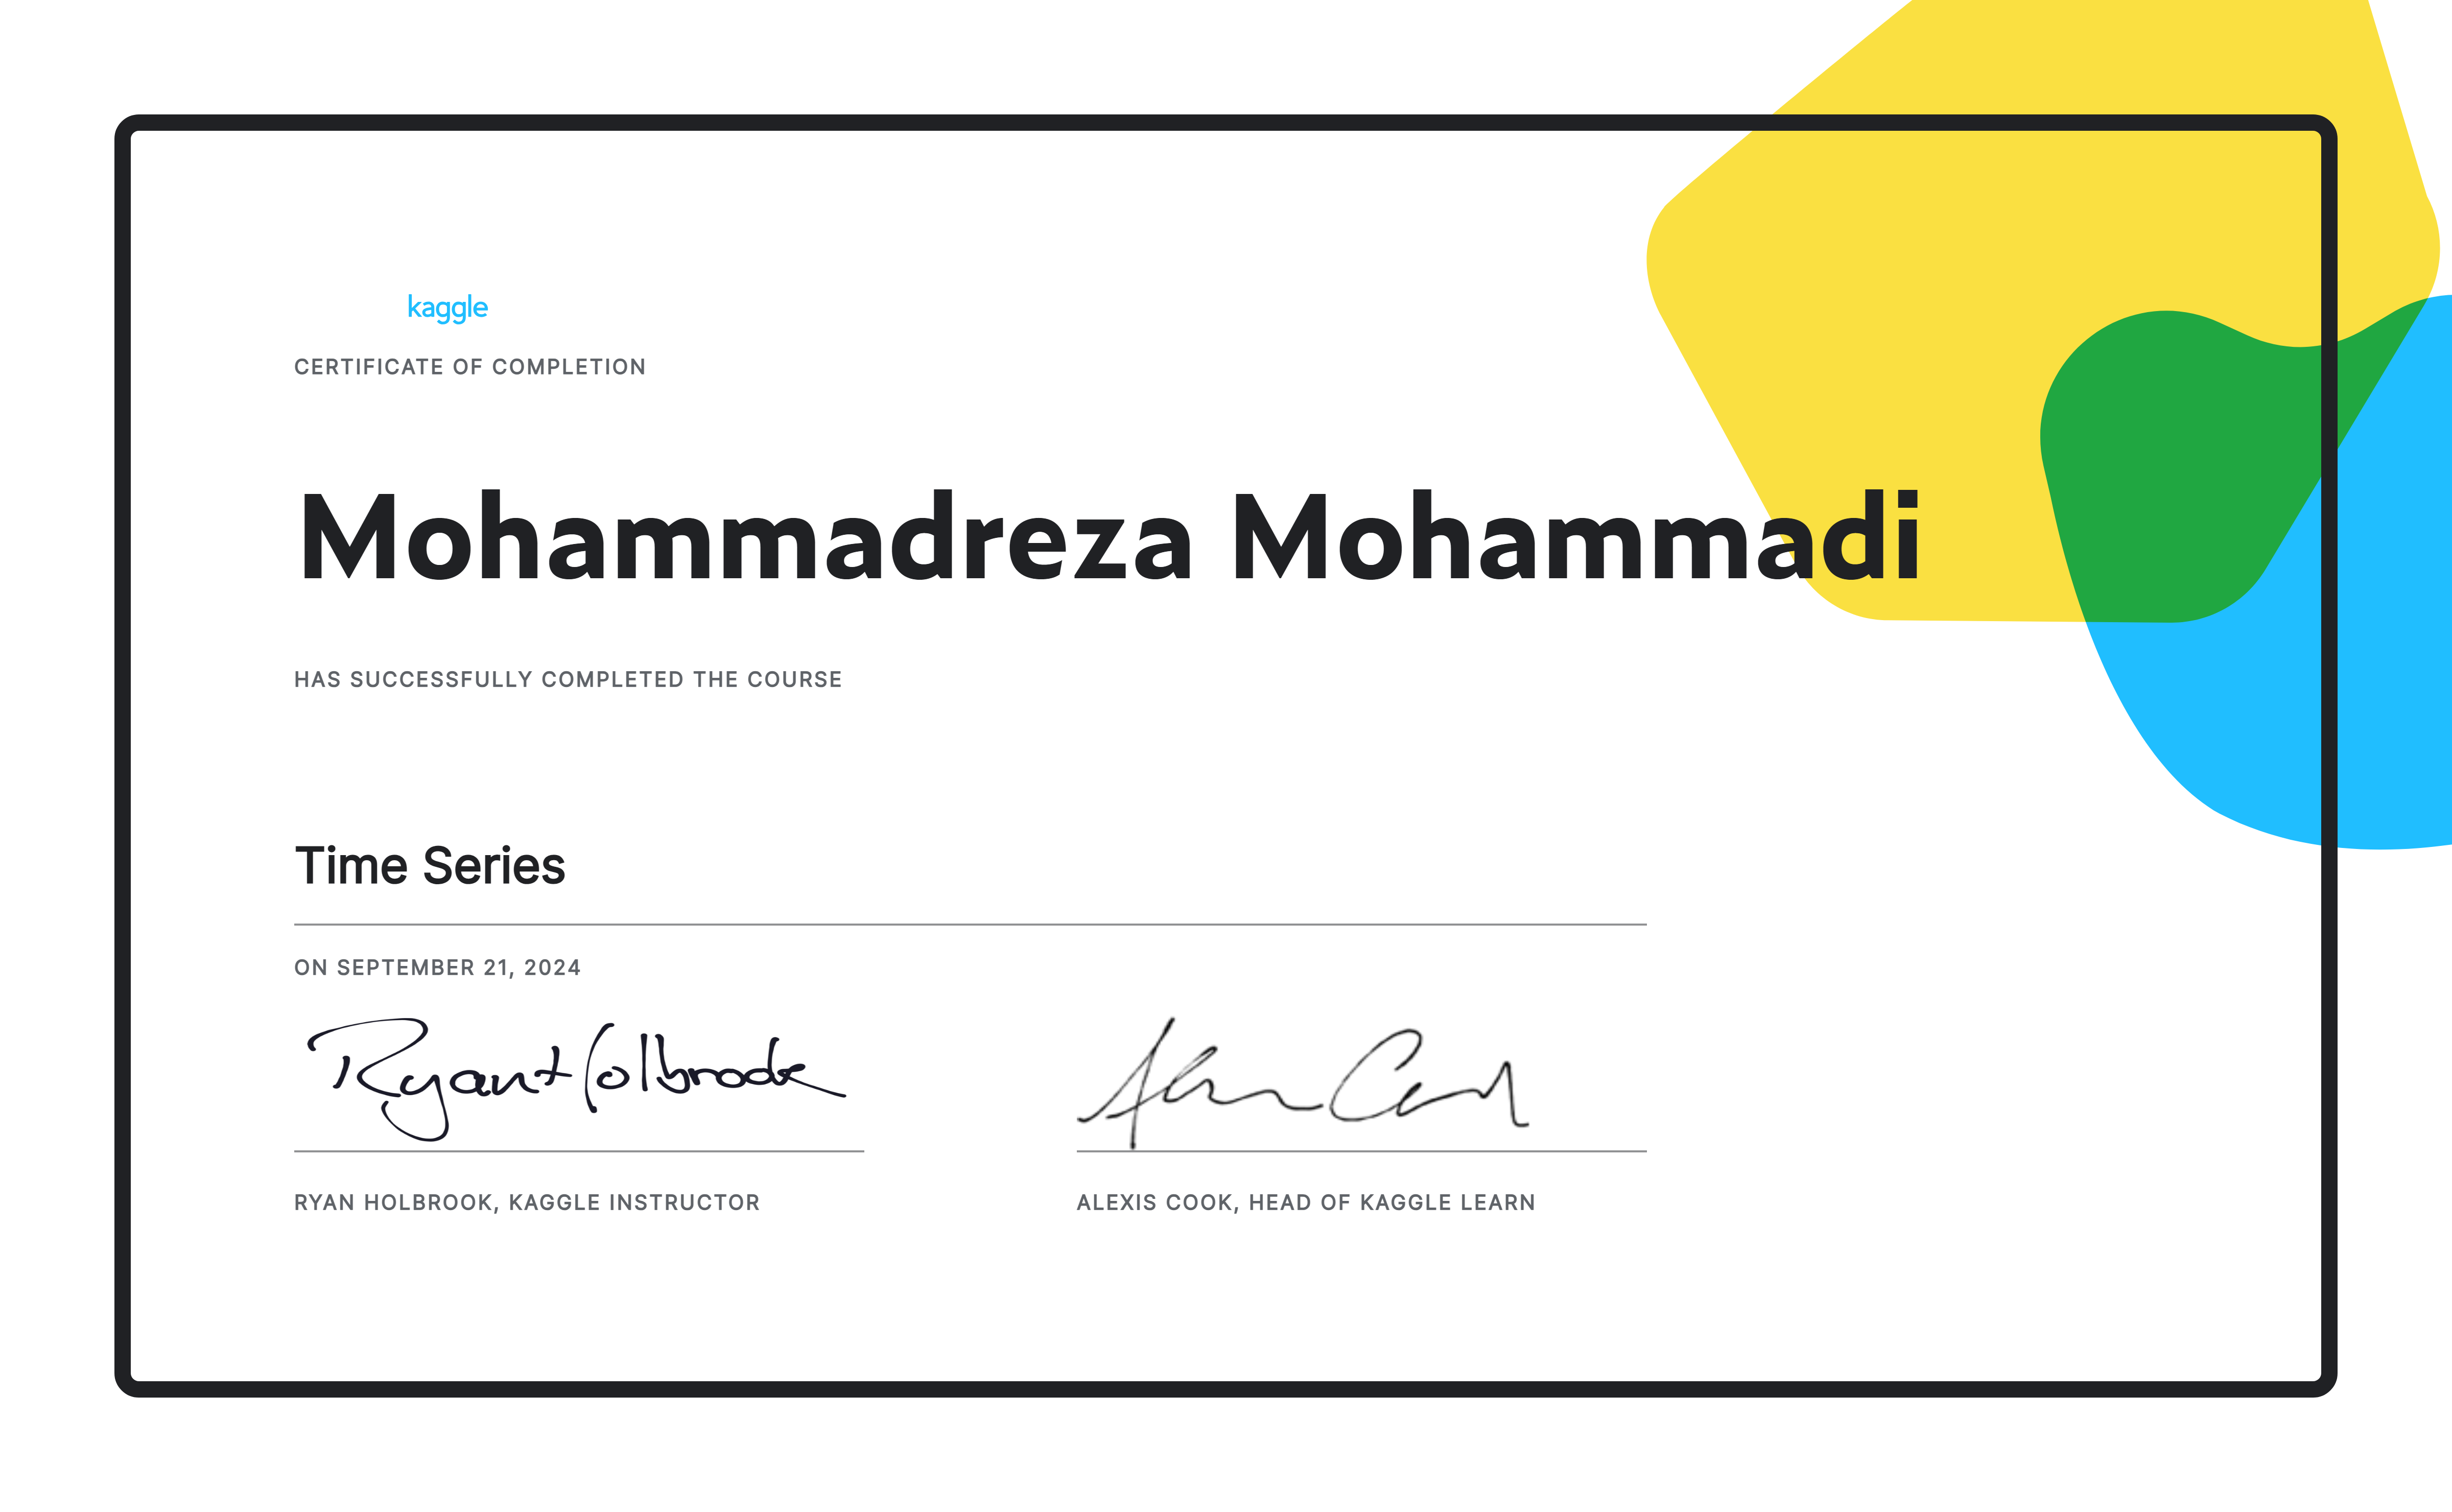 kaggle
CERTIFICATE OF COMPLETION
Mohammadreza Mohammadi
HAS SUCCESSFULLY COMPLETED THE COURSE
Time Series
ON SEPTEMBER 21, 2024
Ryan Holbrook
Alexis Cook
RYAN HOLBROOK, KAGGLE INSTRUCTOR
ALEXIS COOK, HEAD OF KAGGLE LEARN